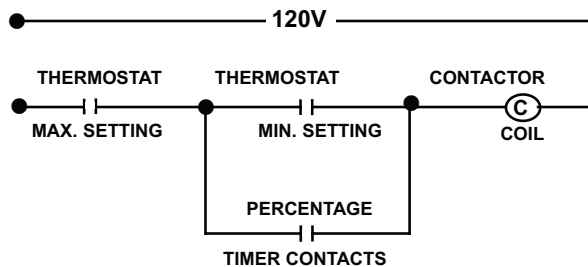 120V
THERMOSTAT THERMOSTAT CONTACTOR
C
MAX. SETTING MIN. SETTING COIL
PERCENTAGE
TIMER CONTACTS